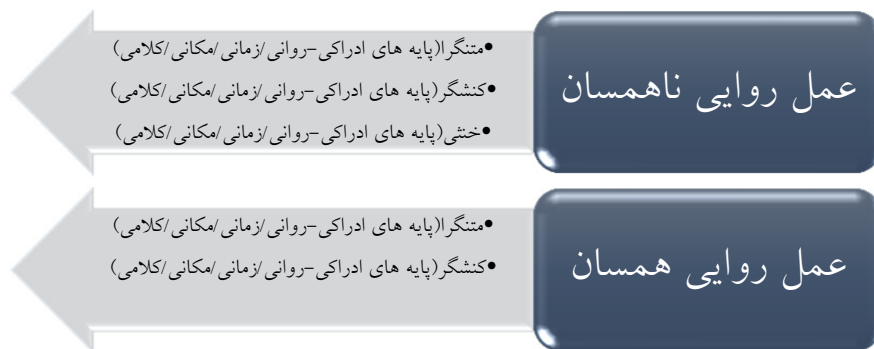 عمل روایی ناهمسان
•متنگرا(پایه های ادراکی-روانی/زمانی/مکانی/کلامی)
•کنشگر(پایه های ادراکی-روانی/زمانی/مکانی/کلامی)
•خنثی(پایه های ادراکی-روانی/زمانی/مکانی/کلامی)
عمل روایی همسان
•متنگرا(پایه های ادراکی-روانی/زمانی/مکانی/کلامی)
•کنشگر(پایه های ادراکی-روانی/زمانی/مکانی/کلامی)